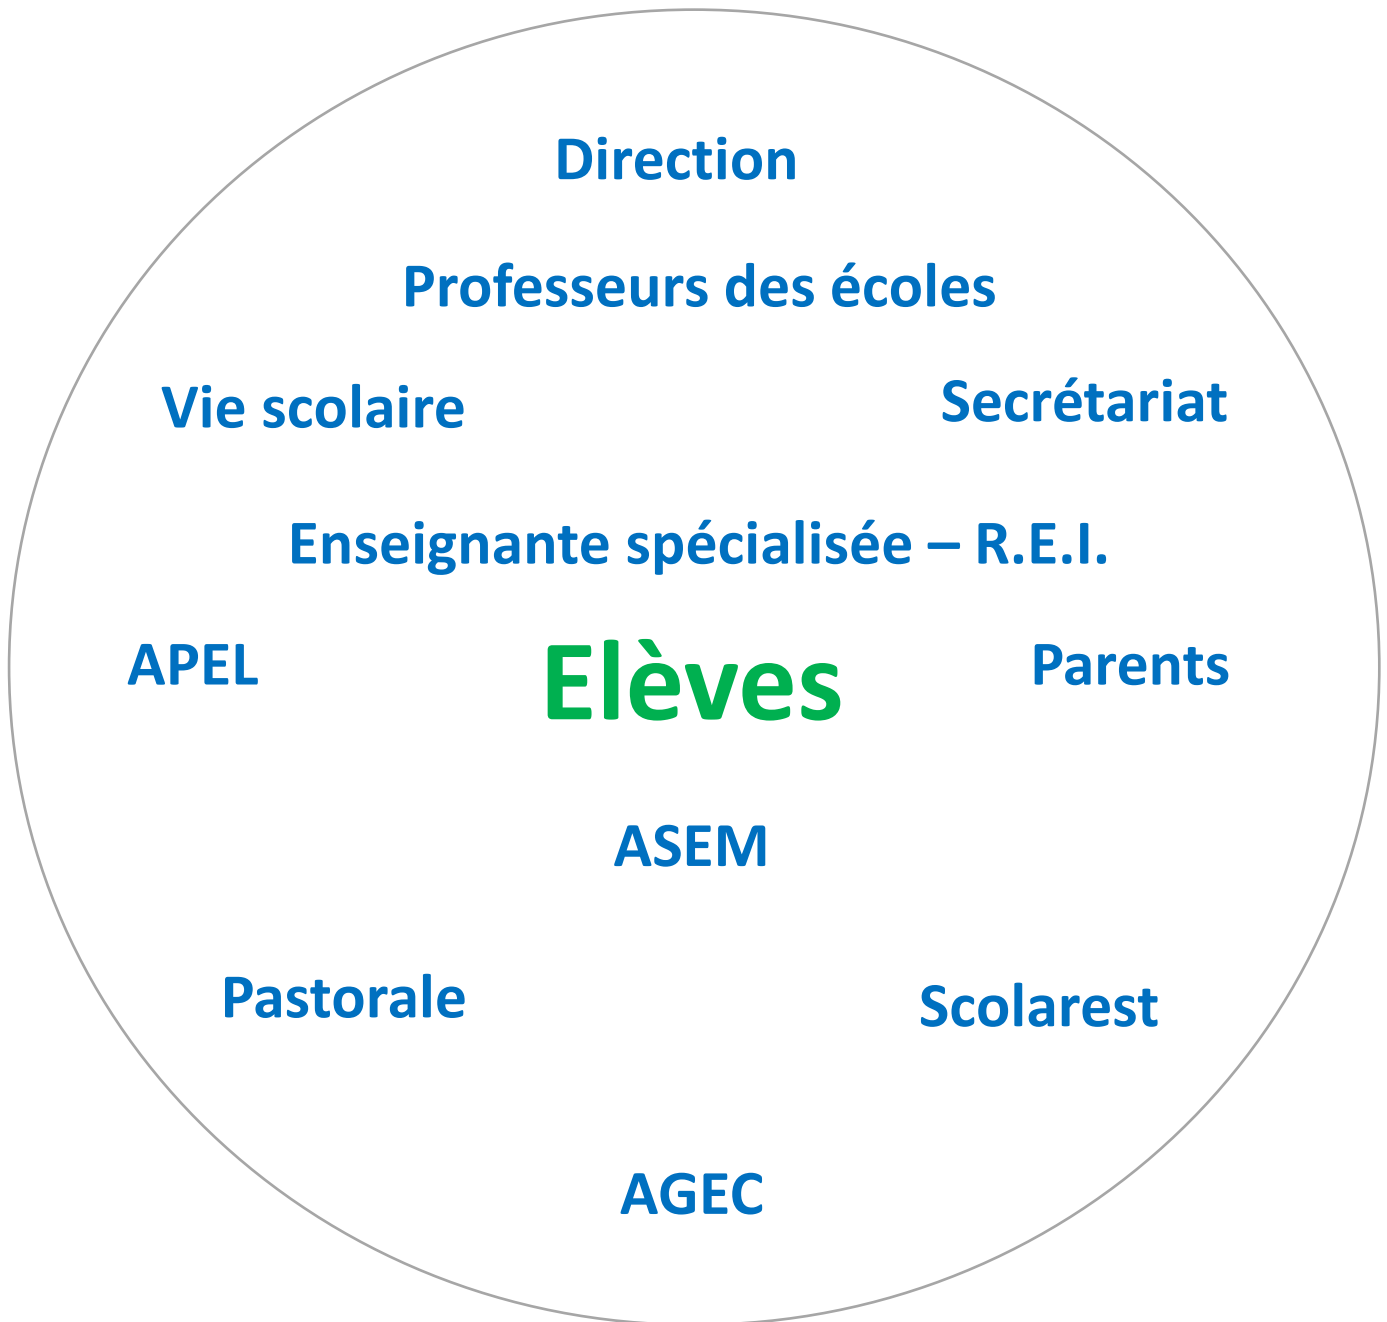 Direction
Professeurs des écoles
Vie scolaire
Secrétariat
Enseignante spécialisée – R.E.I.
APEL
Elèves
Parents
ASEM
Pastorale
Scolarest
AGEC